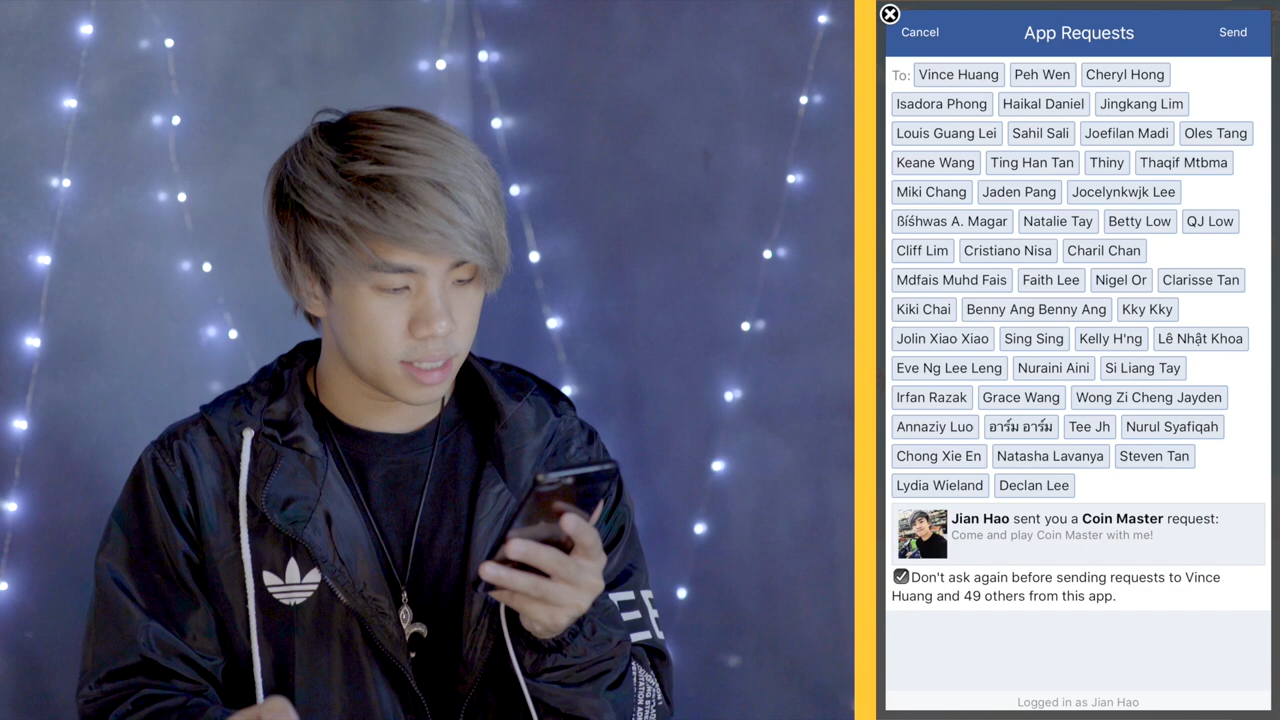 Cancel App Requests Send
To: Vince Huang Peh Wen Cheryl Hong
Isadora Phong Haikal Daniel Jingkang Lim
Louis Guang Lei Sahil Sali Joefilan Madi Oles Tang
Keane Wang Ting Han Tan Thiny Thaqif Mtbma
Miki Chang Jaden Pang Jocelynkwjk Lee
ßíśhwas A. Magar Natalie Tay Betty Low QJ Low
Cliff Lim Cristiano Nisa Charil Chan
Mdfais Muhd Fais Faith Lee Nigel Or Clarisse Tan
Kiki Chai Benny Ang Benny Ang Kky Kky
Jolin Xiao Xiao Sing Sing Kelly H'ng Lê Nhật Khoa
Eve Ng Lee Leng Nuraini Aini Si Liang Tay
Irfan Razak Grace Wang Wong Zi Cheng Jayden
Annaziy Luo อาร์ม อาร์ม Tee Jh Nurul Syafiqah
Chong Xie En Natasha Lavanya Steven Tan
Lydia Wieland Declan Lee
Jian Hao sent you a Coin Master request:
Come and play Coin Master with me!
Don't ask again before sending requests to Vince
Huang and 49 others from this app.
Logged in as Jian Hao